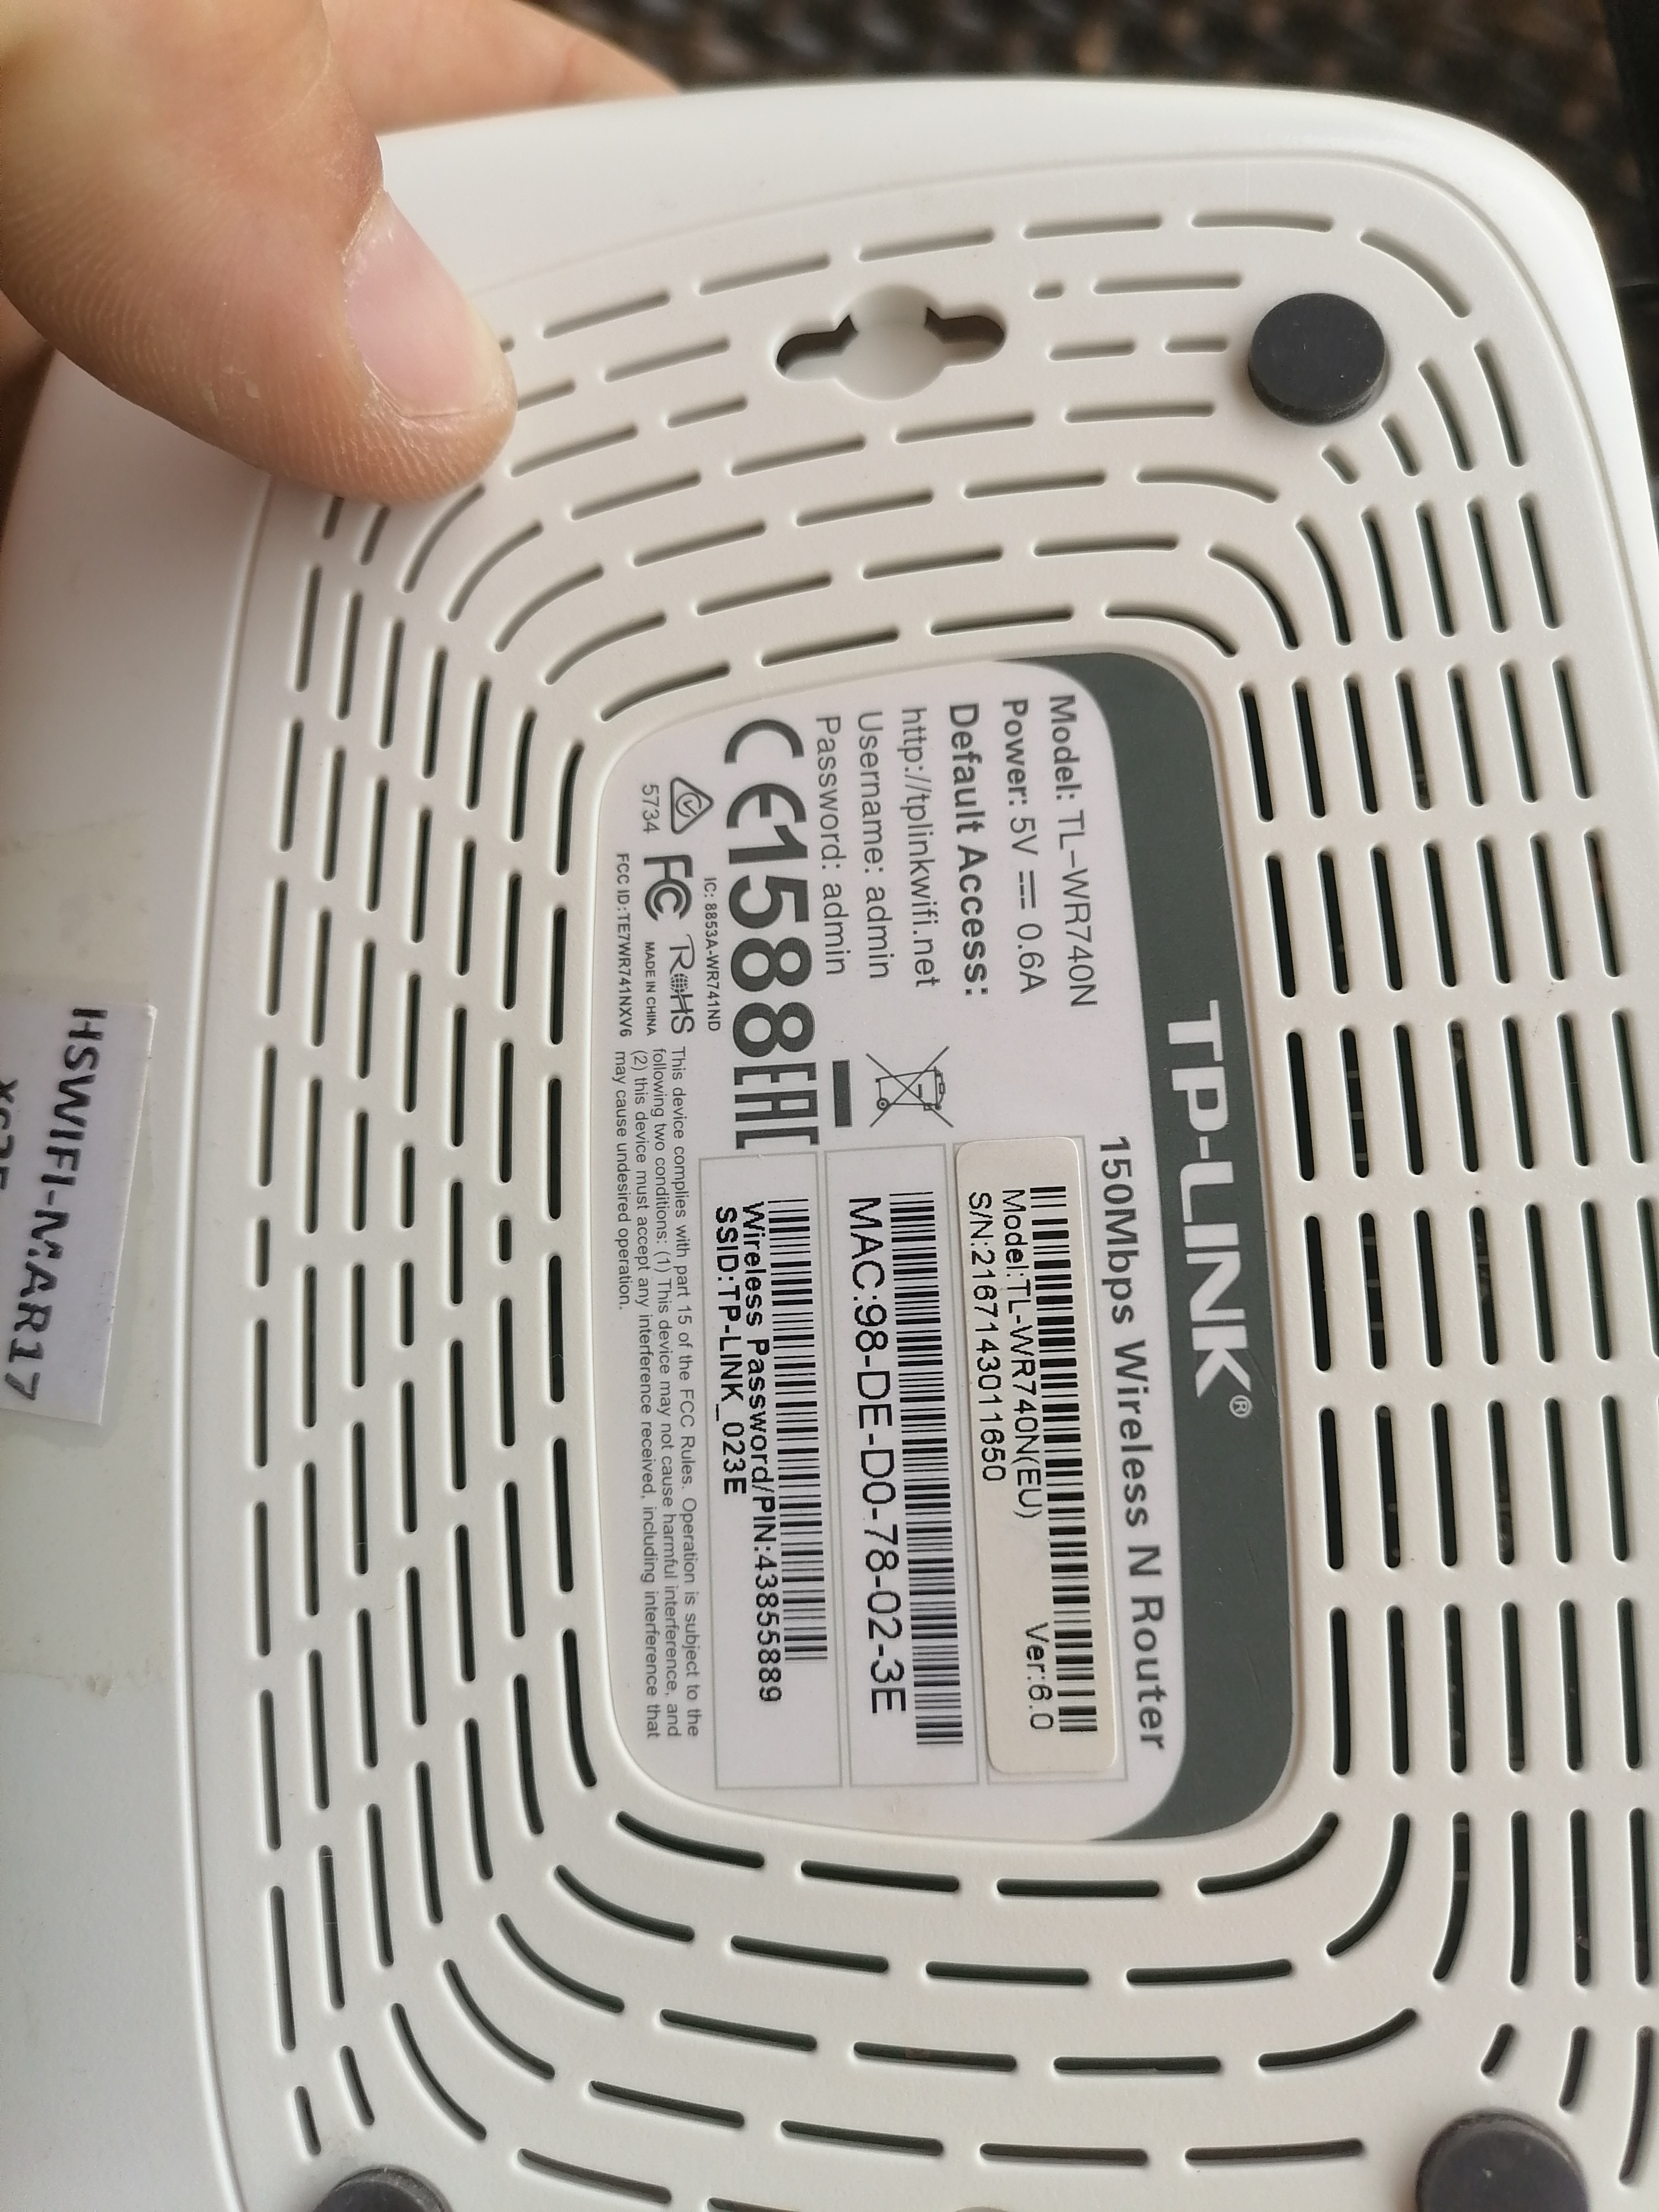 TP-LINK®
150Mbps Wireless N Router
Model: TL-WR740N
Power: 5V ⎓ 0.6A
Default Access:
http://tplinkwifi.net
Username: admin
Password: admin
CE1588 EAC
IC: 8853A-WR741ND
5734 FC RoHS
MADE IN CHINA
FCC ID:TE7WR741NXV6
Model:TL-WR740N(EU) Ver:6.0
S/N:2167143011650
MAC:98-DE-D0-78-02-3E
Wireless Password/PIN:43855889
SSID:TP-LINK_023E
This device complies with part 15 of the FCC Rules. Operation is subject to the
following two conditions: (1) This device may not cause harmful interference, and
(2) this device must accept any interference received, including interference that
may cause undesired operation.
HSWIFI-MAR17